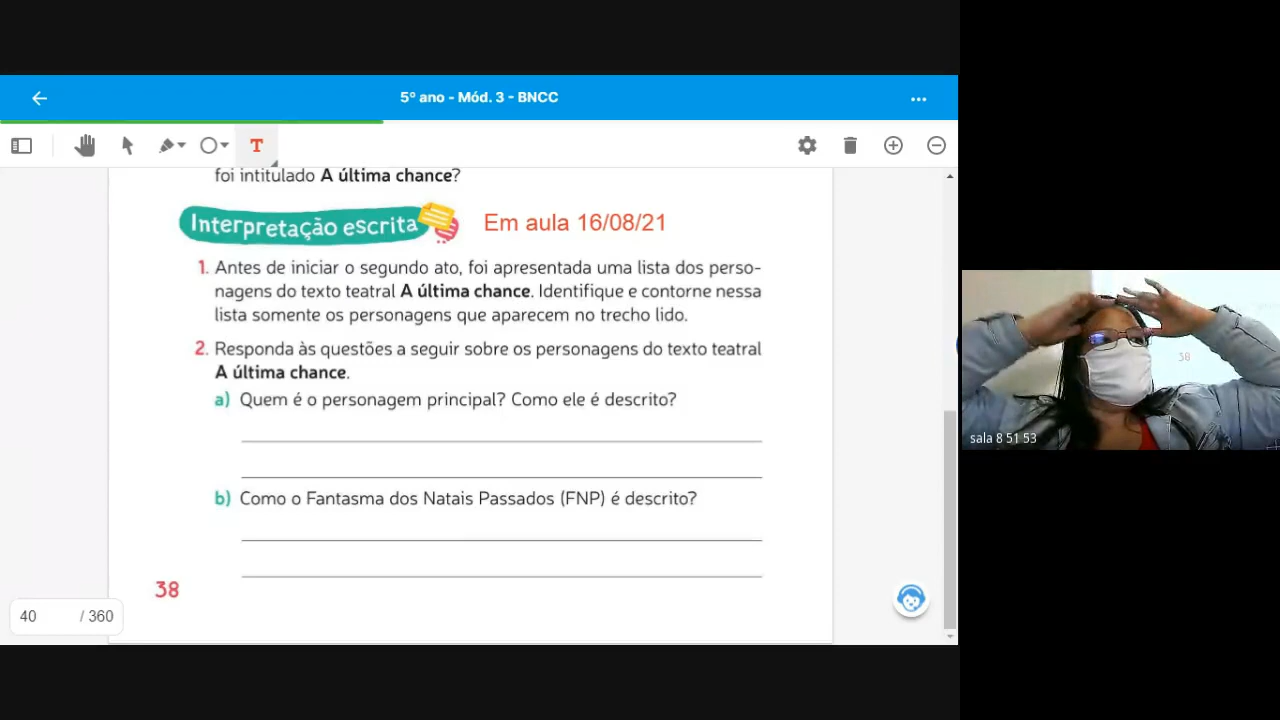 5º ano - Mód. 3 - BNCC
T
foi intitulado A última chance?
Interpretação escrita
Em aula 16/08/21
1. Antes de iniciar o segundo ato, foi apresentada uma lista dos perso-
nagens do texto teatral A última chance. Identifique e contorne nessa
lista somente os personagens que aparecem no trecho lido.
2. Responda às questões a seguir sobre os personagens do texto teatral
A última chance.
a) Quem é o personagem principal? Como ele é descrito?
b) Como o Fantasma dos Natais Passados (FNP) é descrito?
38
40 / 360
38
sala 8 51 53